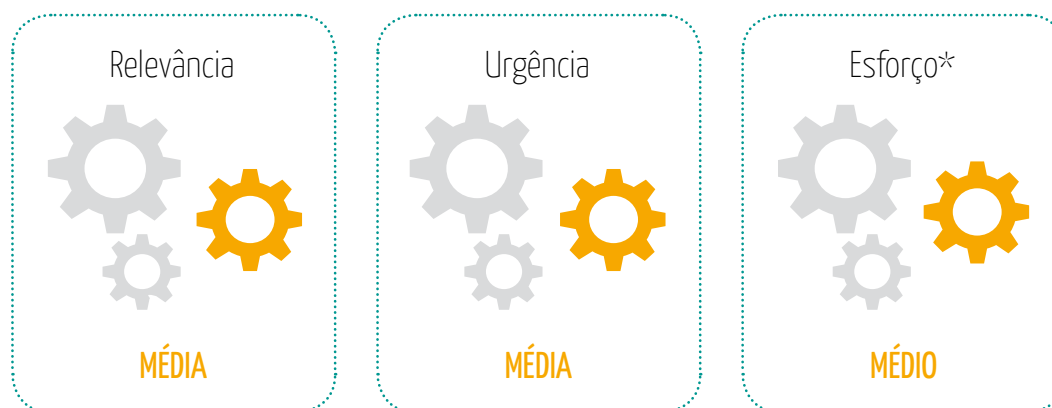 Relevância
Urgência
Esforço*
MÉDIA
MÉDIA
MÉDIO